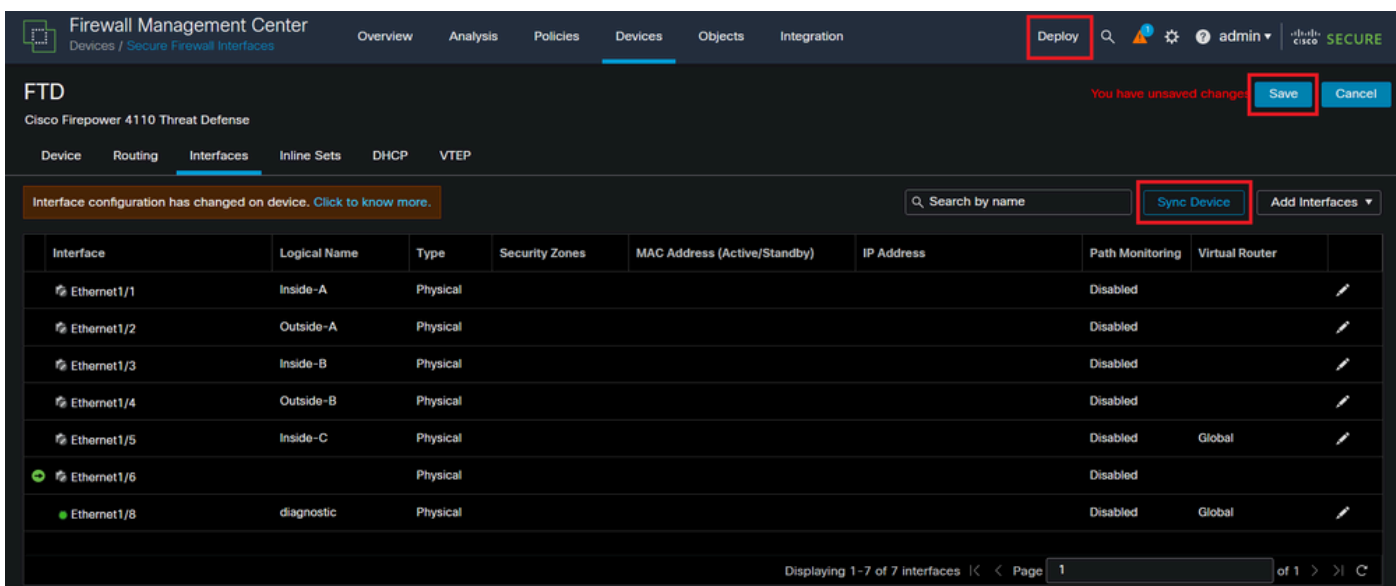 Firewall Management Center
Devices / Secure Firewall Interfaces
Overview Analysis Policies Devices Objects Integration Deploy admin cisco SECURE
FTD
You have unsaved changes Save Cancel
Cisco Firepower 4110 Threat Defense
Device Routing Interfaces Inline Sets DHCP VTEP
Interface configuration has changed on device. Click to know more. Search by name Sync Device Add Interfaces
Interface Logical Name Type Security Zones MAC Address (Active/Standby) IP Address Path Monitoring Virtual Router
Ethernet1/1 Inside-A Physical Disabled
Ethernet1/2 Outside-A Physical Disabled
Ethernet1/3 Inside-B Physical Disabled
Ethernet1/4 Outside-B Physical Disabled
Ethernet1/5 Inside-C Physical Disabled Global
Ethernet1/6 Physical Disabled
Ethernet1/8 diagnostic Physical Disabled Global
Displaying 1-7 of 7 interfaces |< < Page 1 of 1 > >| C